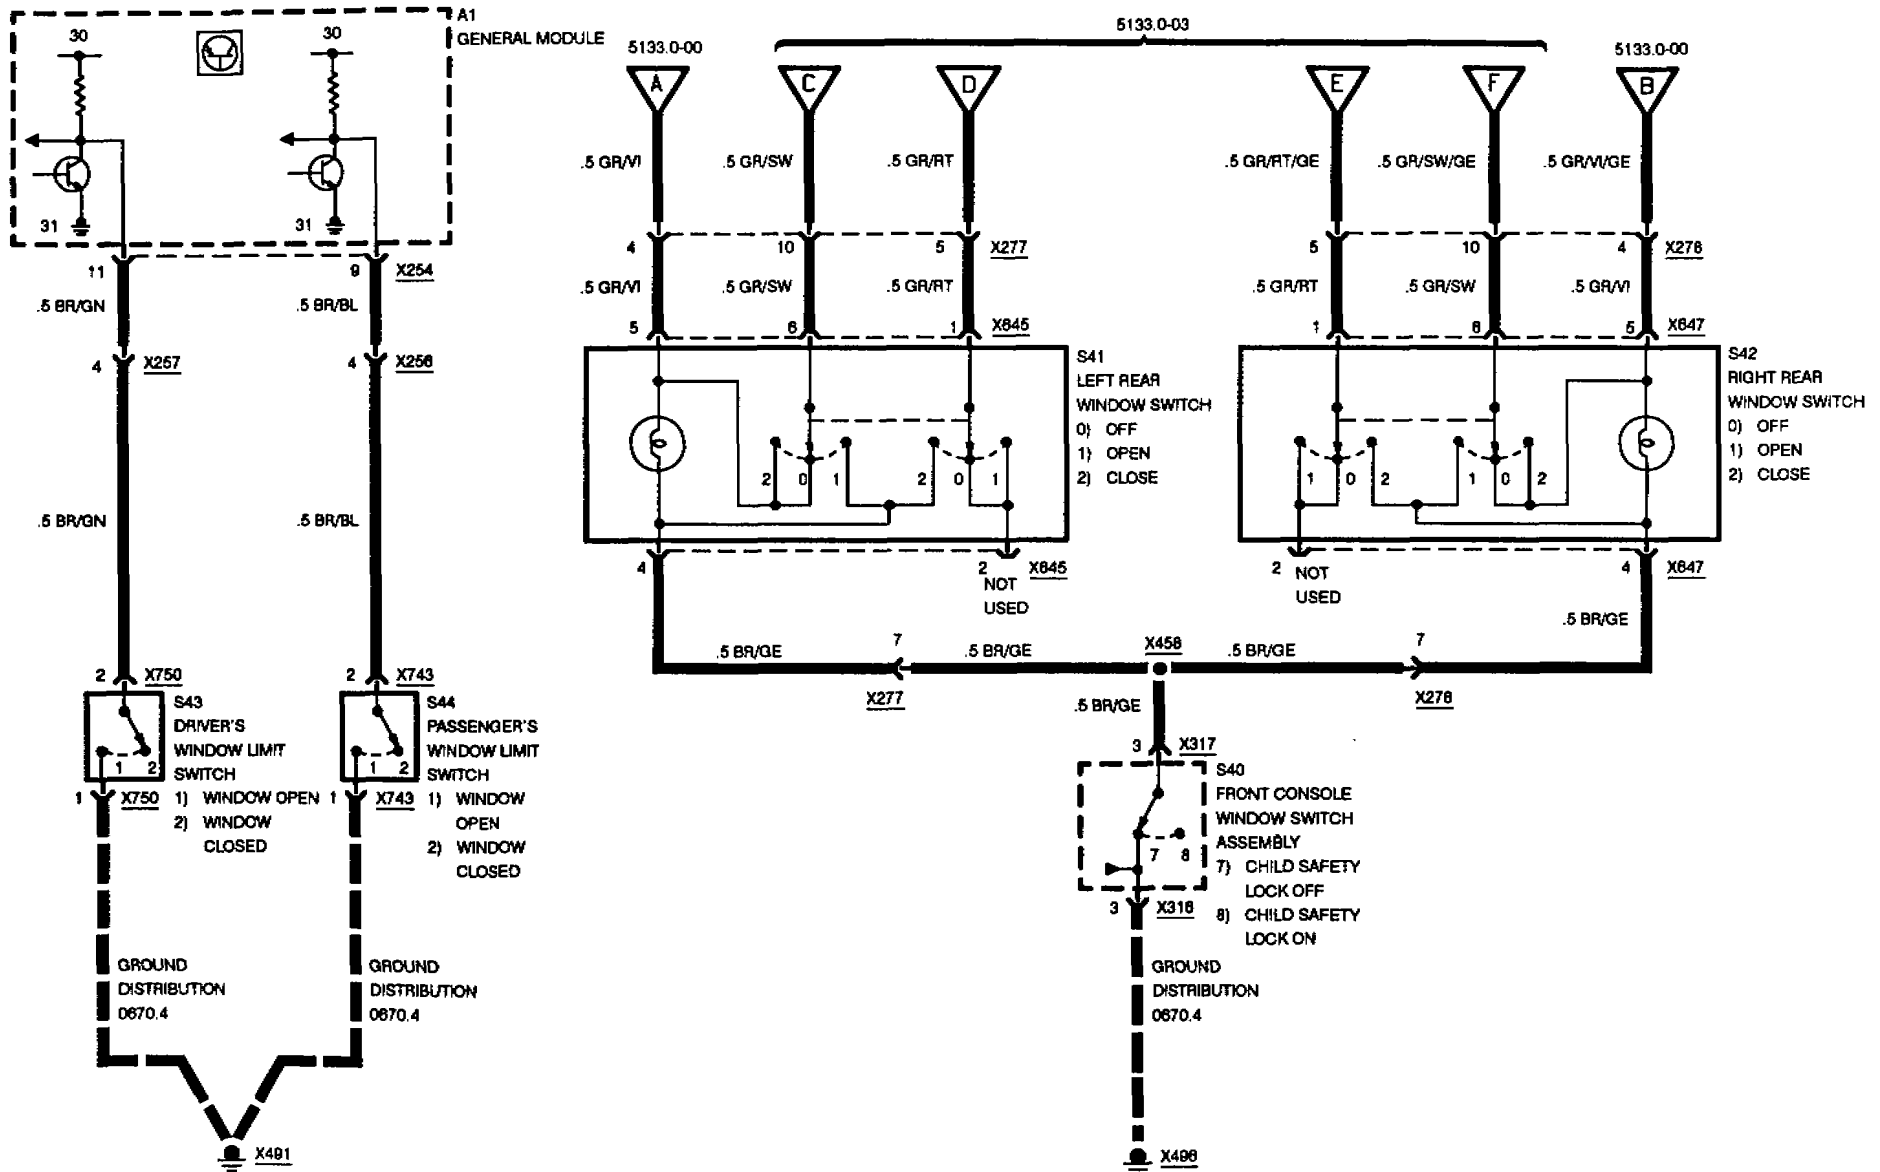 A1
GENERAL MODULE
30
30
31
31
11
9
X254
.5 BR/GN
.5 BR/BL
4
X257
4
X256
.5 BR/GN
.5 BR/BL
2
X750
2
X743
S43
DRIVER'S
WINDOW LIMIT
SWITCH
1) WINDOW OPEN
2) WINDOW
CLOSED
1 2
1
X750
S44
PASSENGER'S
WINDOW LIMIT
SWITCH
1) WINDOW
OPEN
2) WINDOW
CLOSED
1 2
1
X743
GROUND
DISTRIBUTION
0670.4
GROUND
DISTRIBUTION
0670.4
X491
5133.0-00
5133.0-03
5133.0-00
A
C
D
E
F
B
.5 GR/VI
.5 GR/SW
.5 GR/RT
.5 GR/RT/GE
.5 GR/SW/GE
.5 GR/VI/GE
4
10
5
X277
5
10
4
X278
.5 GR/VI
.5 GR/SW
.5 GR/RT
.5 GR/RT
.5 GR/SW
.5 GR/VI
5
6
1
X645
1
6
5
X647
S41
LEFT REAR
WINDOW SWITCH
0) OFF
1) OPEN
2) CLOSE
2 0 1
2 0 1
S42
RIGHT REAR
WINDOW SWITCH
0) OFF
1) OPEN
2) CLOSE
1 0 2
1 0 2
4
2
X645
NOT
USED
2
NOT
USED
4
X647
.5 BR/GE
.5 BR/GE
7
.5 BR/GE
X458
.5 BR/GE
7
X277
X278
.5 BR/GE
3
X317
S40
FRONT CONSOLE
WINDOW SWITCH
ASSEMBLY
7) CHILD SAFETY
LOCK OFF
8) CHILD SAFETY
LOCK ON
7 8
3
X316
GROUND
DISTRIBUTION
0670.4
X496